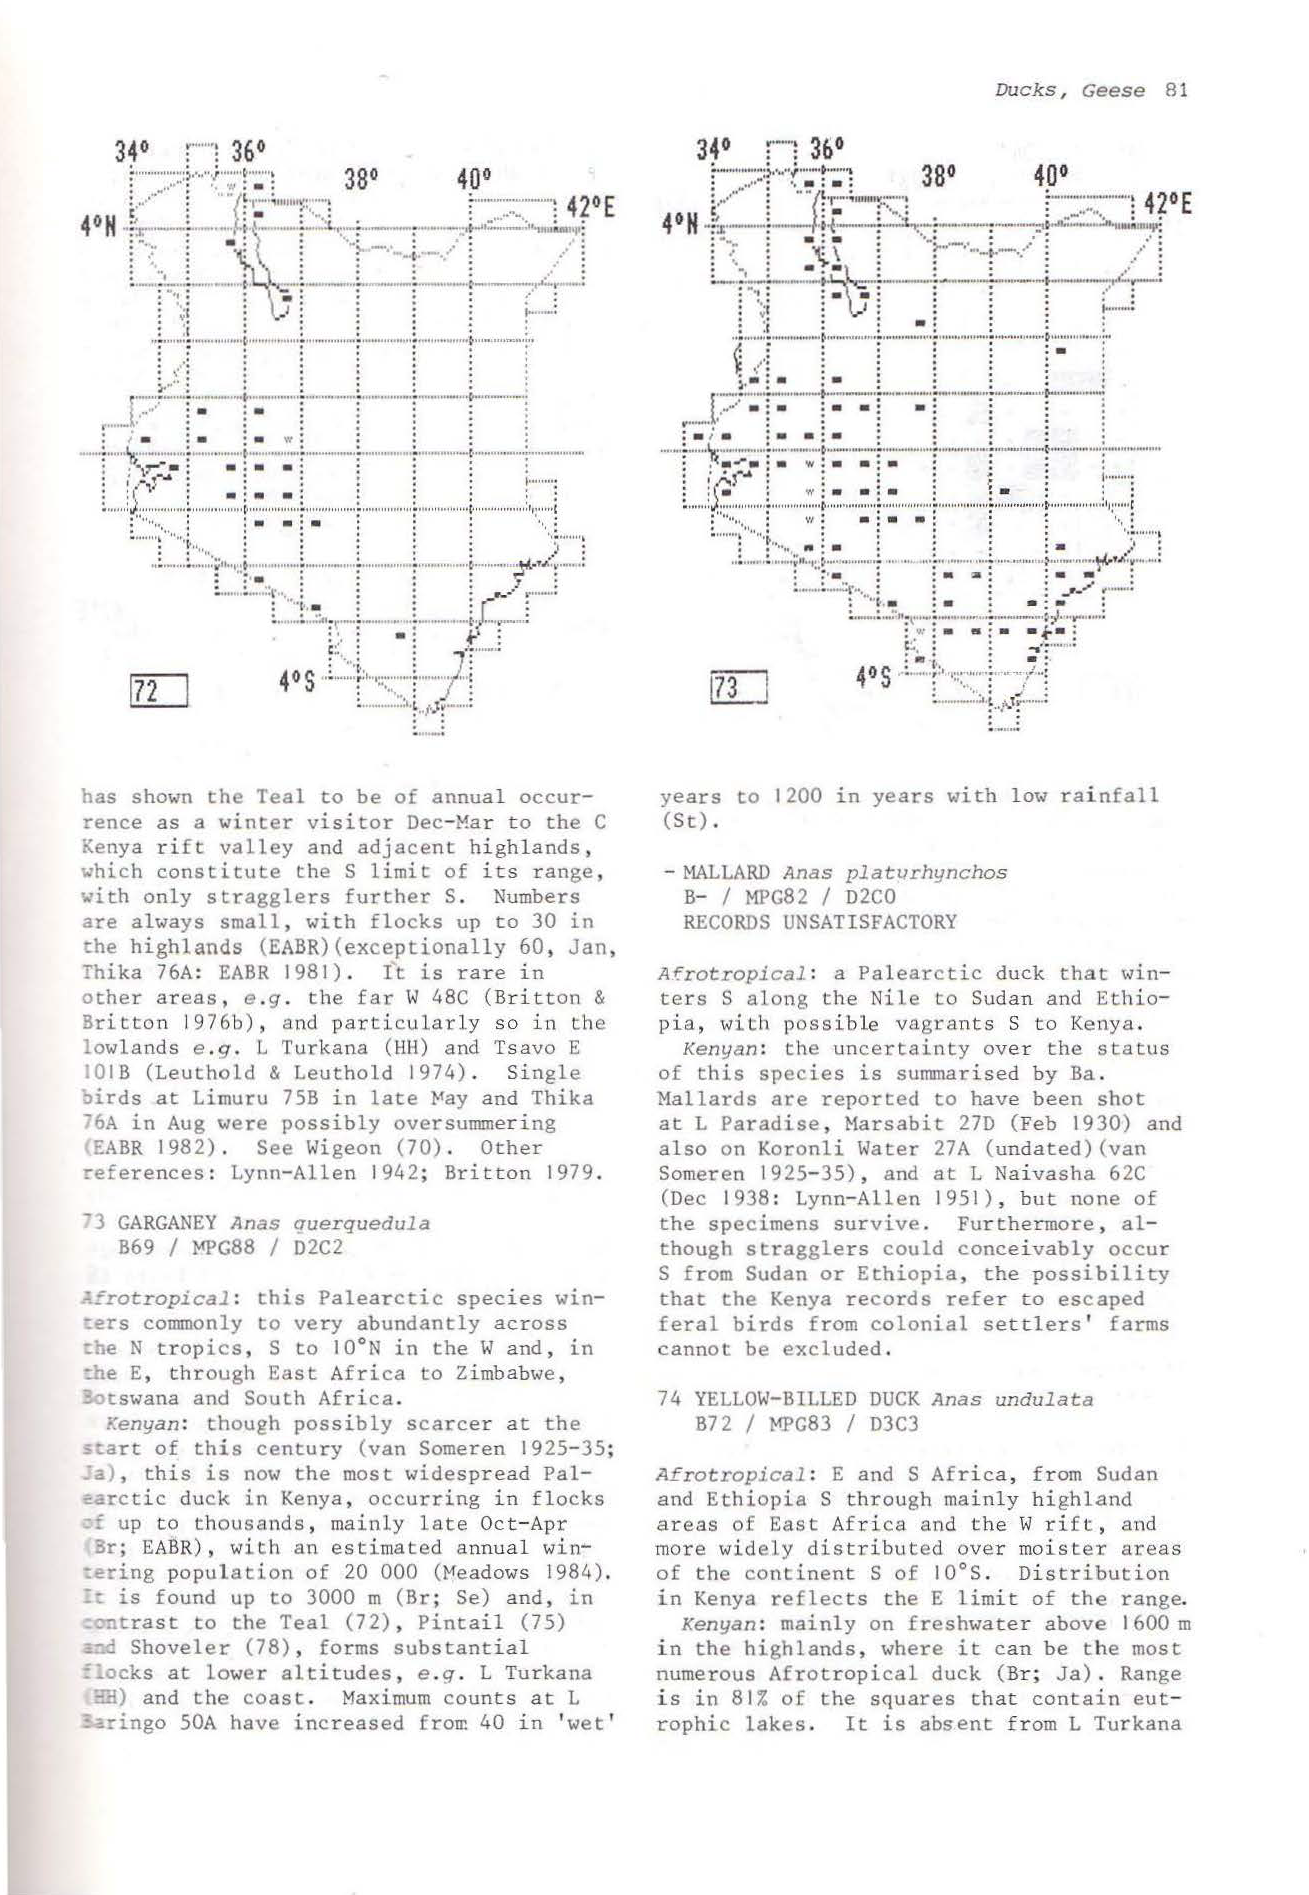 Ducks, Geese 81
34° 36° 38° 40° 42°E
4°N
4°S
72
34° 36° 38° 40° 42°E
4°N
4°S
73
has shown the Teal to be of annual occur-
rence as a winter visitor Dec-Mar to the C
Kenya rift valley and adjacent highlands,
which constitute the S limit of its range,
with only stragglers further S. Numbers
are always small, with flocks up to 30 in
the highlands (EABR)(exceptionally 60, Jan,
Thika 76A: EABR 1981). It is rare in
other areas, e.g. the far W 48C (Britton &
Britton 1976b), and particularly so in the
lowlands e.g. L Turkana (HH) and Tsavo E
101B (Leuthold & Leuthold 1974). Single
birds at Limuru 75B in late May and Thika
76A in Aug were possibly oversummering
(EABR 1982). See Wigeon (70). Other
references: Lynn-Allen 1942; Britton 1979.
73 GARGANEY Anas querquedula
B69 / MPG88 / D2C2
Afrotropical: this Palearctic species win-
ters commonly to very abundantly across
the N tropics, S to 10°N in the W and, in
the E, through East Africa to Zimbabwe,
Botswana and South Africa.
Kenyan: though possibly scarcer at the
start of this century (van Someren 1925-35;
Ja), this is now the most widespread Pal-
earctic duck in Kenya, occurring in flocks
of up to thousands, mainly late Oct-Apr
(Br; EABR), with an estimated annual win-
tering population of 20 000 (Meadows 1984).
It is found up to 3000 m (Br; Se) and, in
contrast to the Teal (72), Pintail (75)
and Shoveler (78), forms substantial
flocks at lower altitudes, e.g. L Turkana
(HH) and the coast. Maximum counts at L
Baringo 50A have increased from 40 in 'wet'
years to 1200 in years with low rainfall
(St).
- MALLARD Anas platyrhynchos
B- / MPG82 / D2C0
RECORDS UNSATISFACTORY
Afrotropical: a Palearctic duck that win-
ters S along the Nile to Sudan and Ethio-
pia, with possible vagrants S to Kenya.
Kenyan: the uncertainty over the status
of this species is summarised by Ba.
Mallards are reported to have been shot
at L Paradise, Marsabit 27D (Feb 1930) and
also on Koronli Water 27A (undated)(van
Someren 1925-35), and at L Naivasha 62C
(Dec 1938: Lynn-Allen 1951), but none of
the specimens survive. Furthermore, al-
though stragglers could conceivably occur
S from Sudan or Ethiopia, the possibility
that the Kenya records refer to escaped
feral birds from colonial settlers' farms
cannot be excluded.
74 YELLOW-BILLED DUCK Anas undulata
B72 / MPG83 / D3C3
Afrotropical: E and S Africa, from Sudan
and Ethiopia S through mainly highland
areas of East Africa and the W rift, and
more widely distributed over moister areas
of the continent S of 10°S. Distribution
in Kenya reflects the E limit of the range.
Kenyan: mainly on freshwater above 1600 m
in the highlands, where it can be the most
numerous Afrotropical duck (Br; Ja). Range
is in 81% of the squares that contain eut-
rophic lakes. It is absent from L Turkana